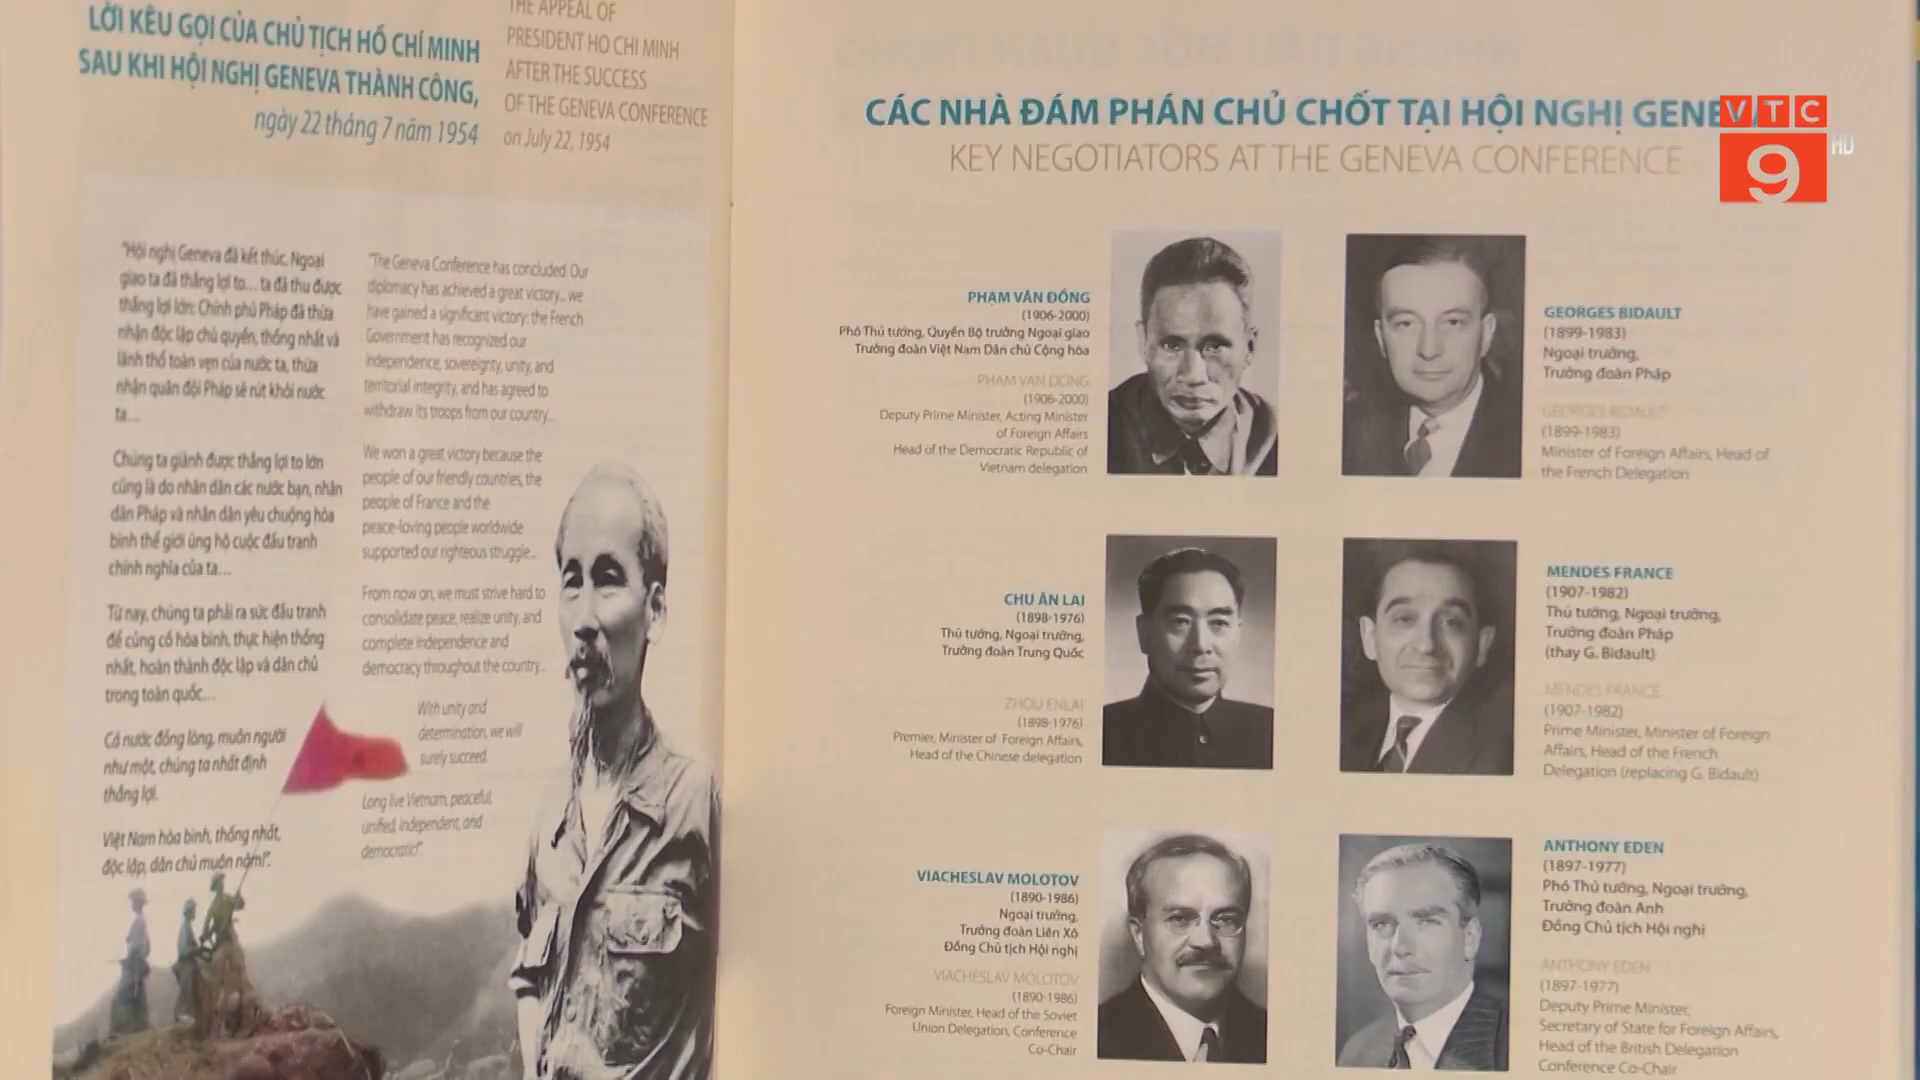 LỜI KÊU GỌI CỦA CHỦ TỊCH HỒ CHÍ MINH
SAU KHI HỘI NGHỊ GENEVA THÀNH CÔNG,
ngày 22 tháng 7 năm 1954
THE APPEAL OF
PRESIDENT HO CHI MINH
AFTER THE SUCCESS
OF THE GENEVA CONFERENCE
on July 22, 1954
"Hội nghị Geneva đã kết thúc. Ngoại
giao ta đã thắng lợi to... ta đã thu được
thắng lợi lớn: Chính phủ Pháp đã thừa
nhận độc lập chủ quyền, thống nhất và
lãnh thổ toàn vẹn của nước ta, thừa
nhận quân đội Pháp sẽ rút khỏi nước
ta...
Chúng ta giành được thắng lợi to lớn
cũng là do nhân dân các nước bạn, nhân
dân Pháp và nhân dân yêu chuộng hòa
bình thế giới ủng hộ cuộc đấu tranh
chính nghĩa của ta...
Từ nay, chúng ta phải ra sức đấu tranh
để củng cố hòa bình, thực hiện thống
nhất, hoàn thành độc lập và dân chủ
trong toàn quốc...
Cả nước đồng lòng, muôn người
như một, chúng ta nhất định
thắng lợi.
Việt Nam hòa bình, thống nhất,
độc lập, dân chủ muôn năm!".
"The Geneva Conference has concluded. Our
diplomacy has achieved a great victory... we
have gained a significant victory: the French
Government has recognized our
independence, sovereignty, unity, and
territorial integrity, and has agreed to
withdraw its troops from our country...
We won a great victory because the
people of our friendly countries, the
people of France and the
peace-loving people worldwide
supported our righteous struggle...
From now on, we must strive hard to
consolidate peace, realize unity, and
complete independence and
democracy throughout the country...
With unity and
determination, we will
surely succeed.
Long live Vietnam, peaceful,
unified, independent, and
democratic!".
CÁC NHÀ ĐÁM PHÁN CHỦ CHỐT TẠI HỘI NGHỊ GENEVA
KEY NEGOTIATORS AT THE GENEVA CONFERENCE
VTC
9
HD
PHẠM VĂN ĐỒNG
(1906-2000)
Phó Thủ tướng, Quyền Bộ trưởng Ngoại giao
Trưởng đoàn Việt Nam Dân chủ Cộng hòa
PHAM VAN DONG
(1906-2000)
Deputy Prime Minister, Acting Minister
of Foreign Affairs
Head of the Democratic Republic of
Vietnam delegation
GEORGES BIDAULT
(1899-1983)
Ngoại trưởng,
Trưởng đoàn Pháp
GEORGES BIDAULT
(1899-1983)
Minister of Foreign Affairs, Head of
the French Delegation
CHU ÂN LAI
(1898-1976)
Thủ tướng, Ngoại trưởng,
Trưởng đoàn Trung Quốc
ZHOU ENLAI
(1898-1976)
Premier, Minister of Foreign Affairs,
Head of the Chinese delegation
MENDES FRANCE
(1907-1982)
Thủ tướng, Ngoại trưởng,
Trưởng đoàn Pháp
(thay G. Bidault)
MENDES FRANCE
(1907-1982)
Prime Minister, Minister of Foreign
Affairs, Head of the French
Delegation (replacing G. Bidault)
VIACHESLAV MOLOTOV
(1890-1986)
Ngoại trưởng,
Trưởng đoàn Liên Xô
Đồng Chủ tịch Hội nghị
VIACHESLAV MOLOTOV
(1890-1986)
Foreign Minister, Head of the Soviet
Union Delegation, Conference
Co-Chair
ANTHONY EDEN
(1897-1977)
Phó Thủ tướng, Ngoại trưởng,
Trưởng đoàn Anh
Đồng Chủ tịch Hội nghị
ANTHONY EDEN
(1897-1977)
Deputy Prime Minister,
Secretary of State for Foreign Affairs,
Head of the British Delegation
Conference Co-Chair